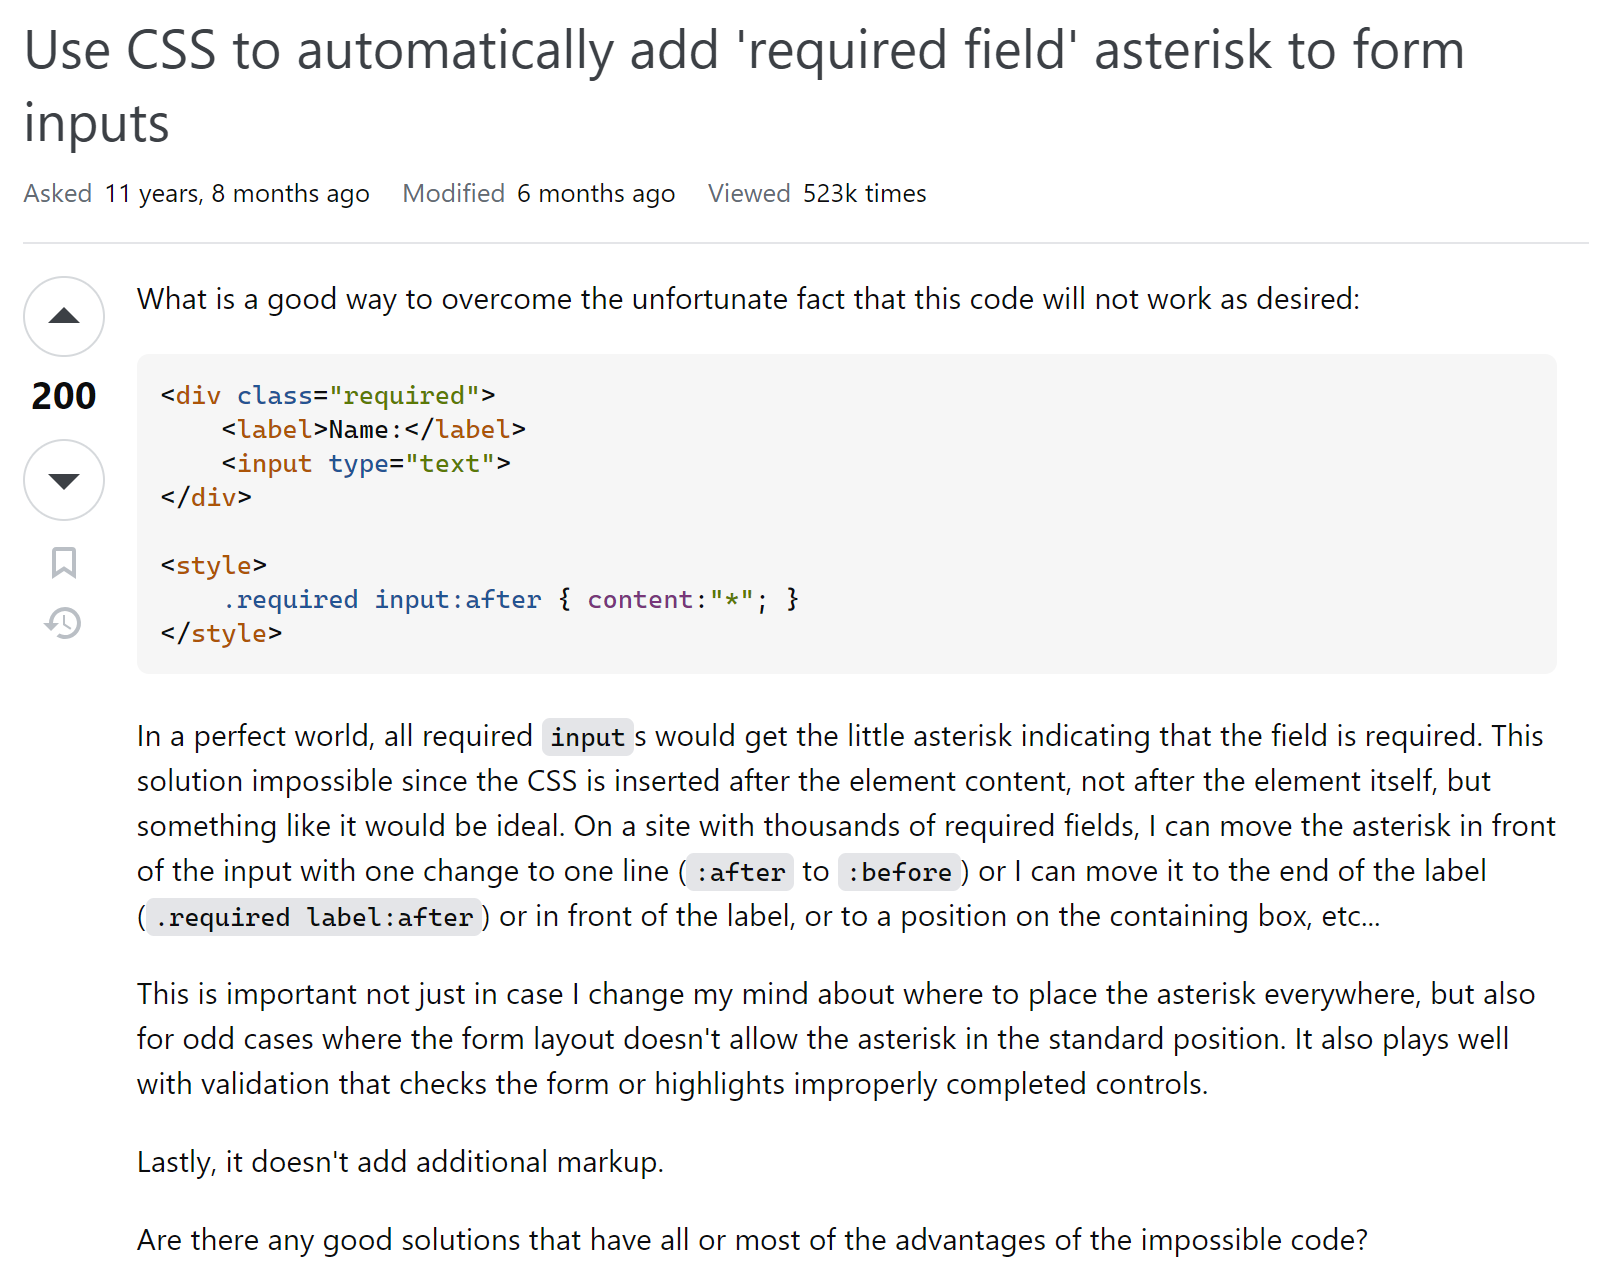 Use CSS to automatically add 'required field' asterisk to form
inputs
Asked 11 years, 8 months ago Modified 6 months ago Viewed 523k times
What is a good way to overcome the unfortunate fact that this code will not work as desired:
200
<div class="required">
    <label>Name:</label>
    <input type="text">
</div>
<style>
    .required input:after { content:"*"; }
</style>
In a perfect world, all required inputs would get the little asterisk indicating that the field is required. This
solution impossible since the CSS is inserted after the element content, not after the element itself, but
something like it would be ideal. On a site with thousands of required fields, I can move the asterisk in front
of the input with one change to one line (:after to :before) or I can move it to the end of the label
(.required label:after) or in front of the label, or to a position on the containing box, etc...
This is important not just in case I change my mind about where to place the asterisk everywhere, but also
for odd cases where the form layout doesn't allow the asterisk in the standard position. It also plays well
with validation that checks the form or highlights improperly completed controls.
Lastly, it doesn't add additional markup.
Are there any good solutions that have all or most of the advantages of the impossible code?